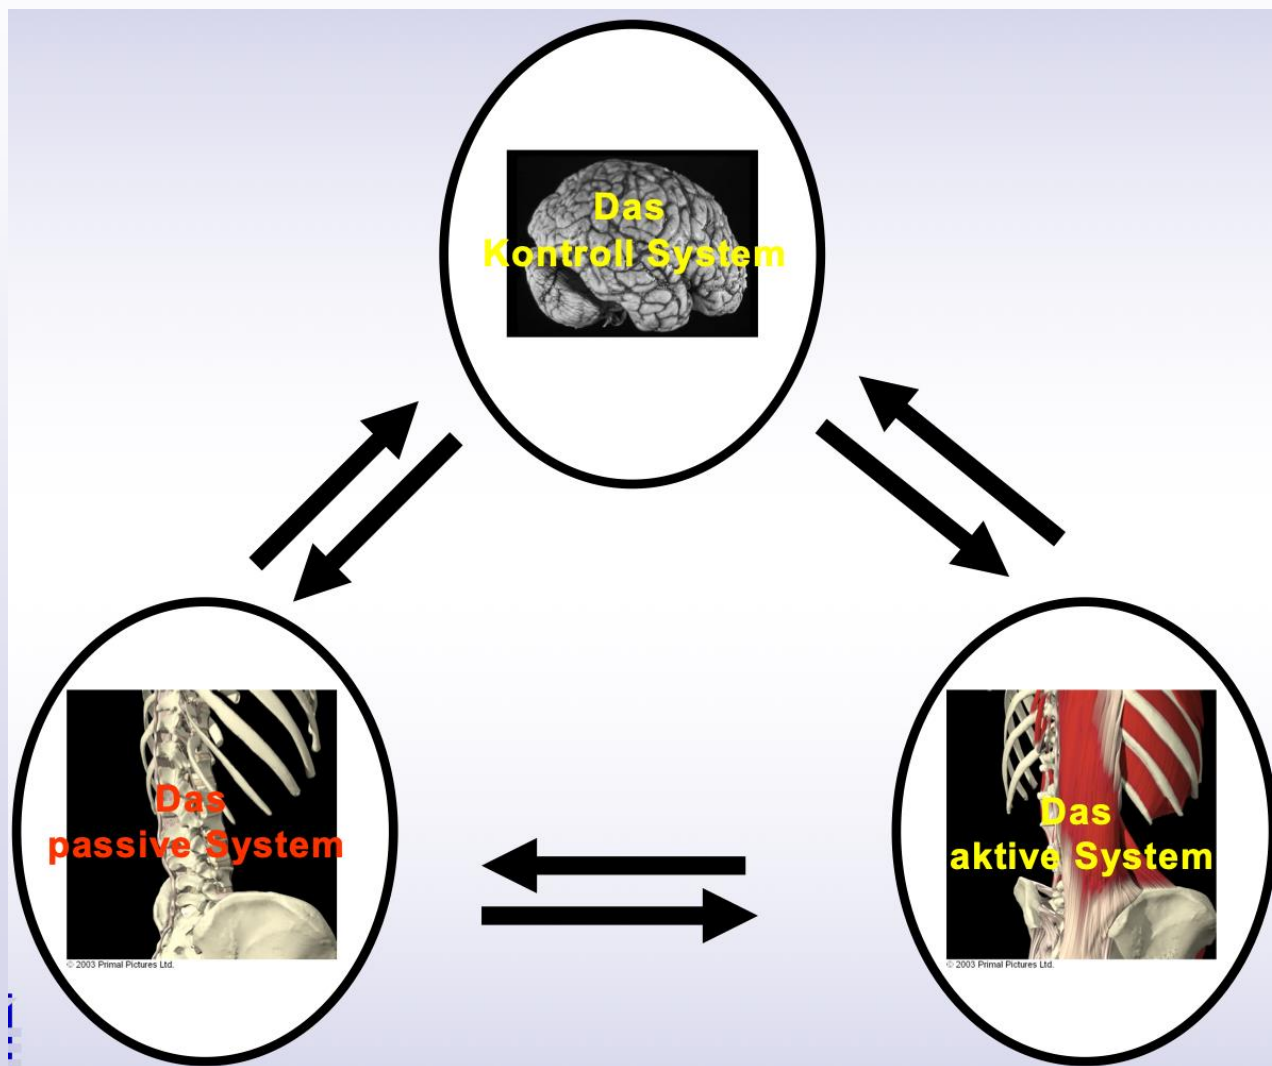 Das
Kontroll System
Das
passive System
© 2003 Primal Pictures Ltd.
Das
aktive System
© 2003 Primal Pictures Ltd.